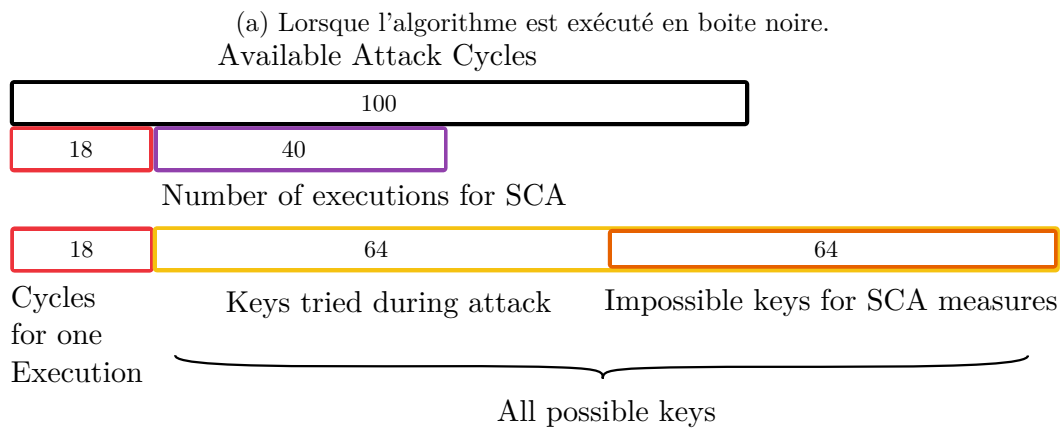 (a) Lorsque l'algorithme est exécuté en boite noire.
Available Attack Cycles
100
18 40
Number of executions for SCA
18 64 64
Cycles
for one
Execution
Keys tried during attack
Impossible keys for SCA measures
All possible keys